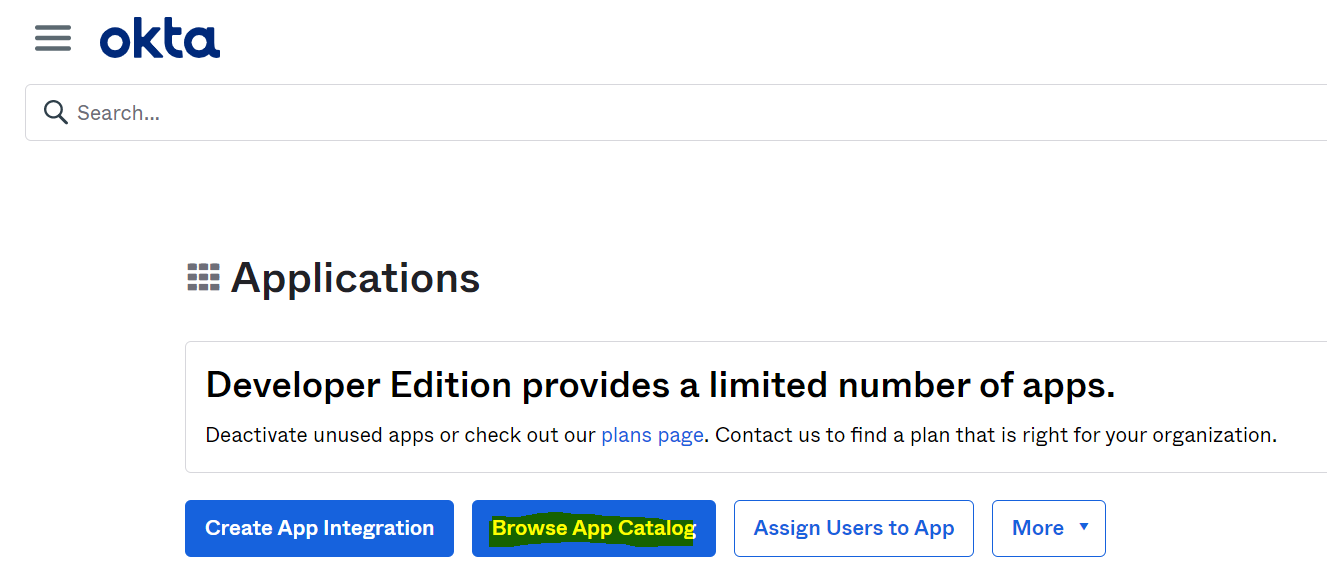 okta
Search...
Applications
Developer Edition provides a limited number of apps.
Deactivate unused apps or check out our plans page. Contact us to find a plan that is right for your organization.
Create App Integration
Browse App Catalog
Assign Users to App
More